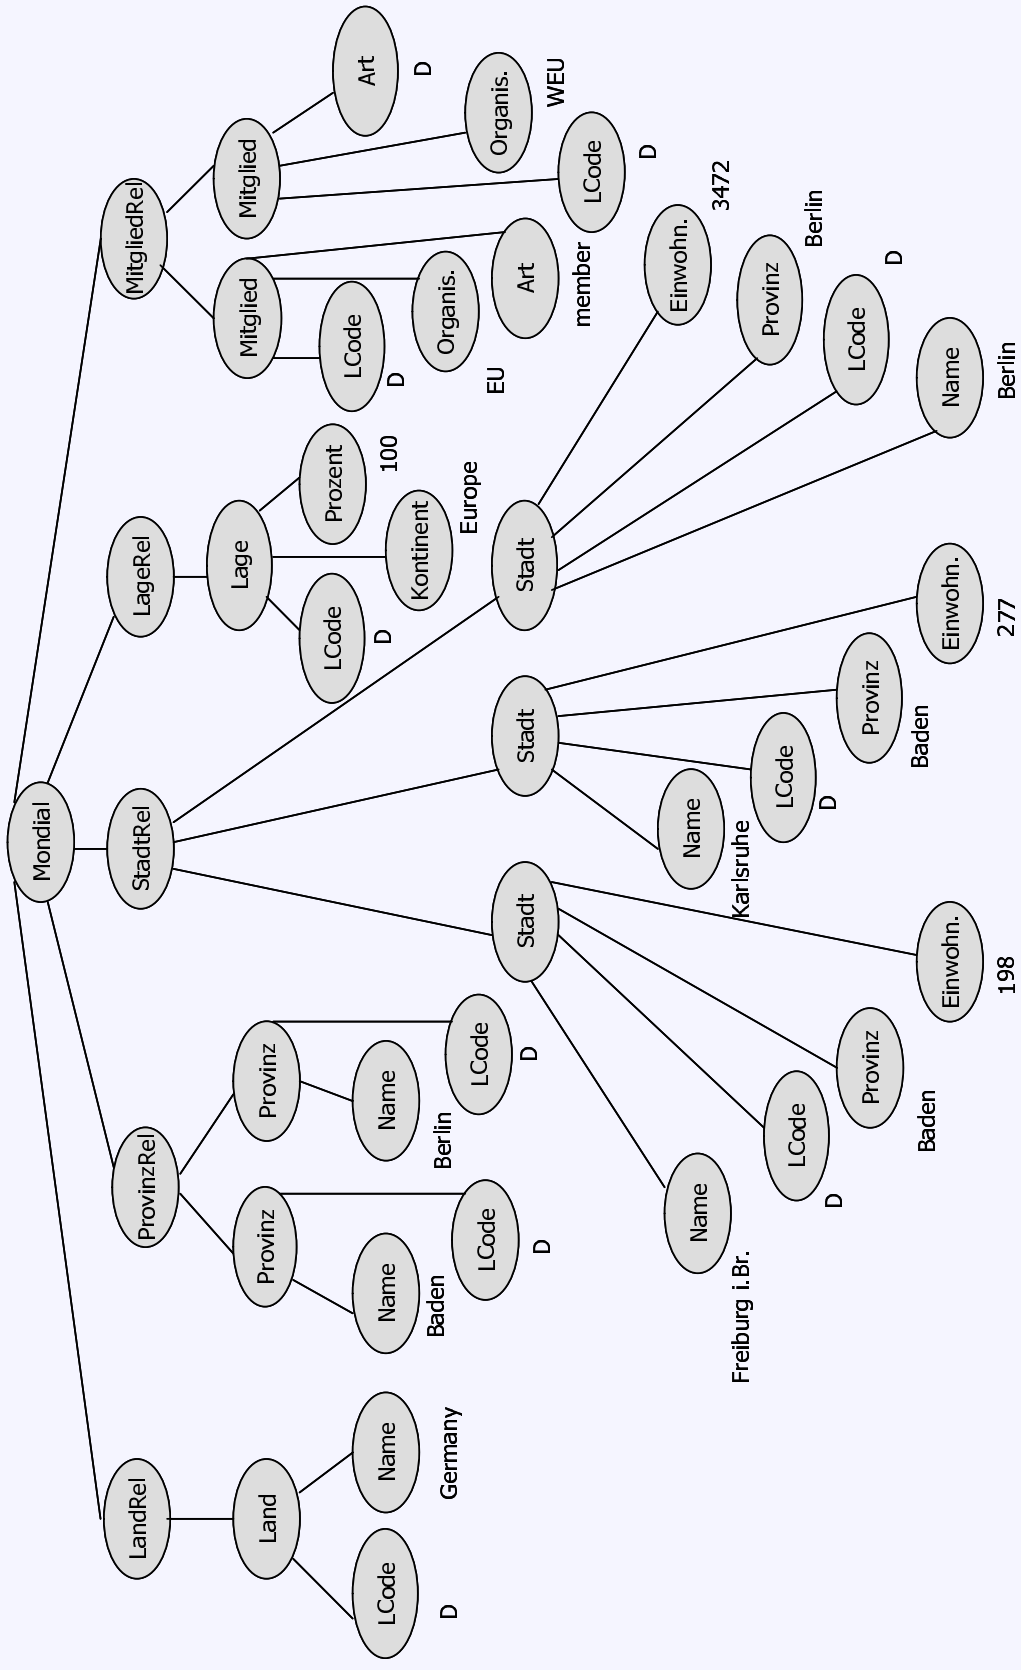 Mondial
LandRel
ProvinzRel
StadtRel
LageRel
MitgliedRel
Land
LCode
D
Name
Germany
Provinz
Name
Baden
LCode
D
Provinz
Name
Berlin
LCode
D
Stadt
Name
Freiburg i.Br.
LCode
D
Provinz
Baden
Einwohn.
198
Stadt
Name
Karlsruhe
LCode
D
Provinz
Baden
Einwohn.
277
Stadt
Name
Berlin
LCode
D
Provinz
Berlin
Einwohn.
3472
Lage
LCode
D
Kontinent
Europe
Prozent
100
Mitglied
LCode
D
Organis.
EU
Art
member
Mitglied
LCode
D
Organis.
WEU
Art
D